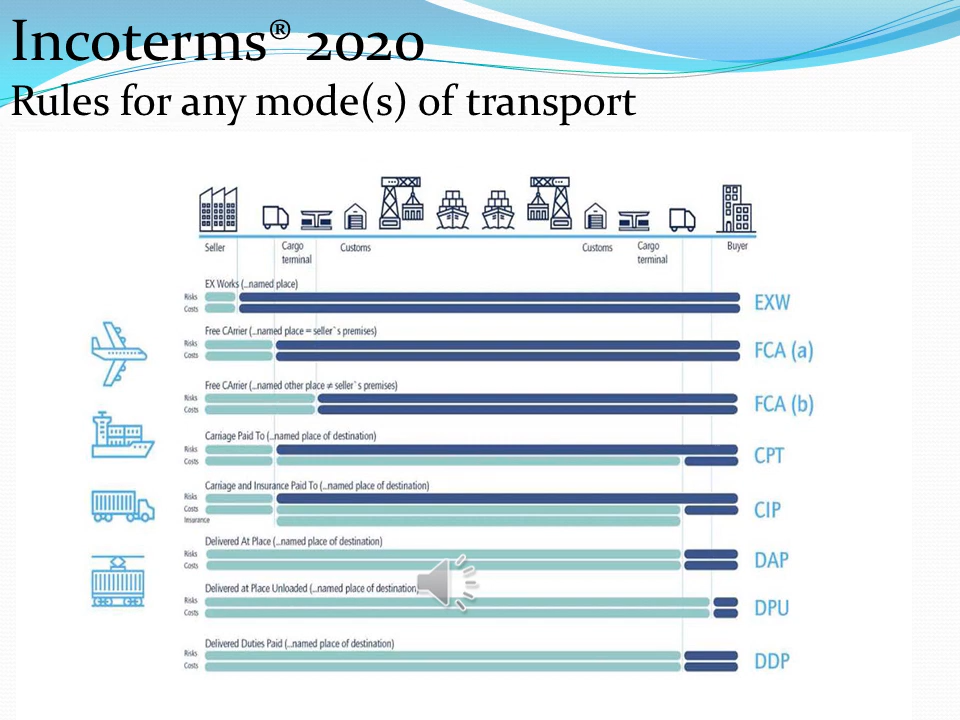 Incoterms® 2020
Rules for any mode(s) of transport
Seller
Cargo
terminal
Customs
Customs
Cargo
terminal
Buyer
EX Works (...named place)
Risks
Costs
EXW
Free CArrier (...named place = seller`s premises)
Risks
Costs
FCA (a)
Free CArrier (...named other place ≠ seller`s premises)
Risks
Costs
FCA (b)
Carriage Paid To (...named place of destination)
Risks
Costs
CPT
Carriage and Insurance Paid To (...named place of destination)
Risks
Costs
Insurance
CIP
Delivered At Place (...named place of destination)
Risks
Costs
DAP
Delivered at Place Unloaded (...named place of destination)
Risks
Costs
DPU
Delivered Duties Paid (...named place of destination)
Risks
Costs
DDP